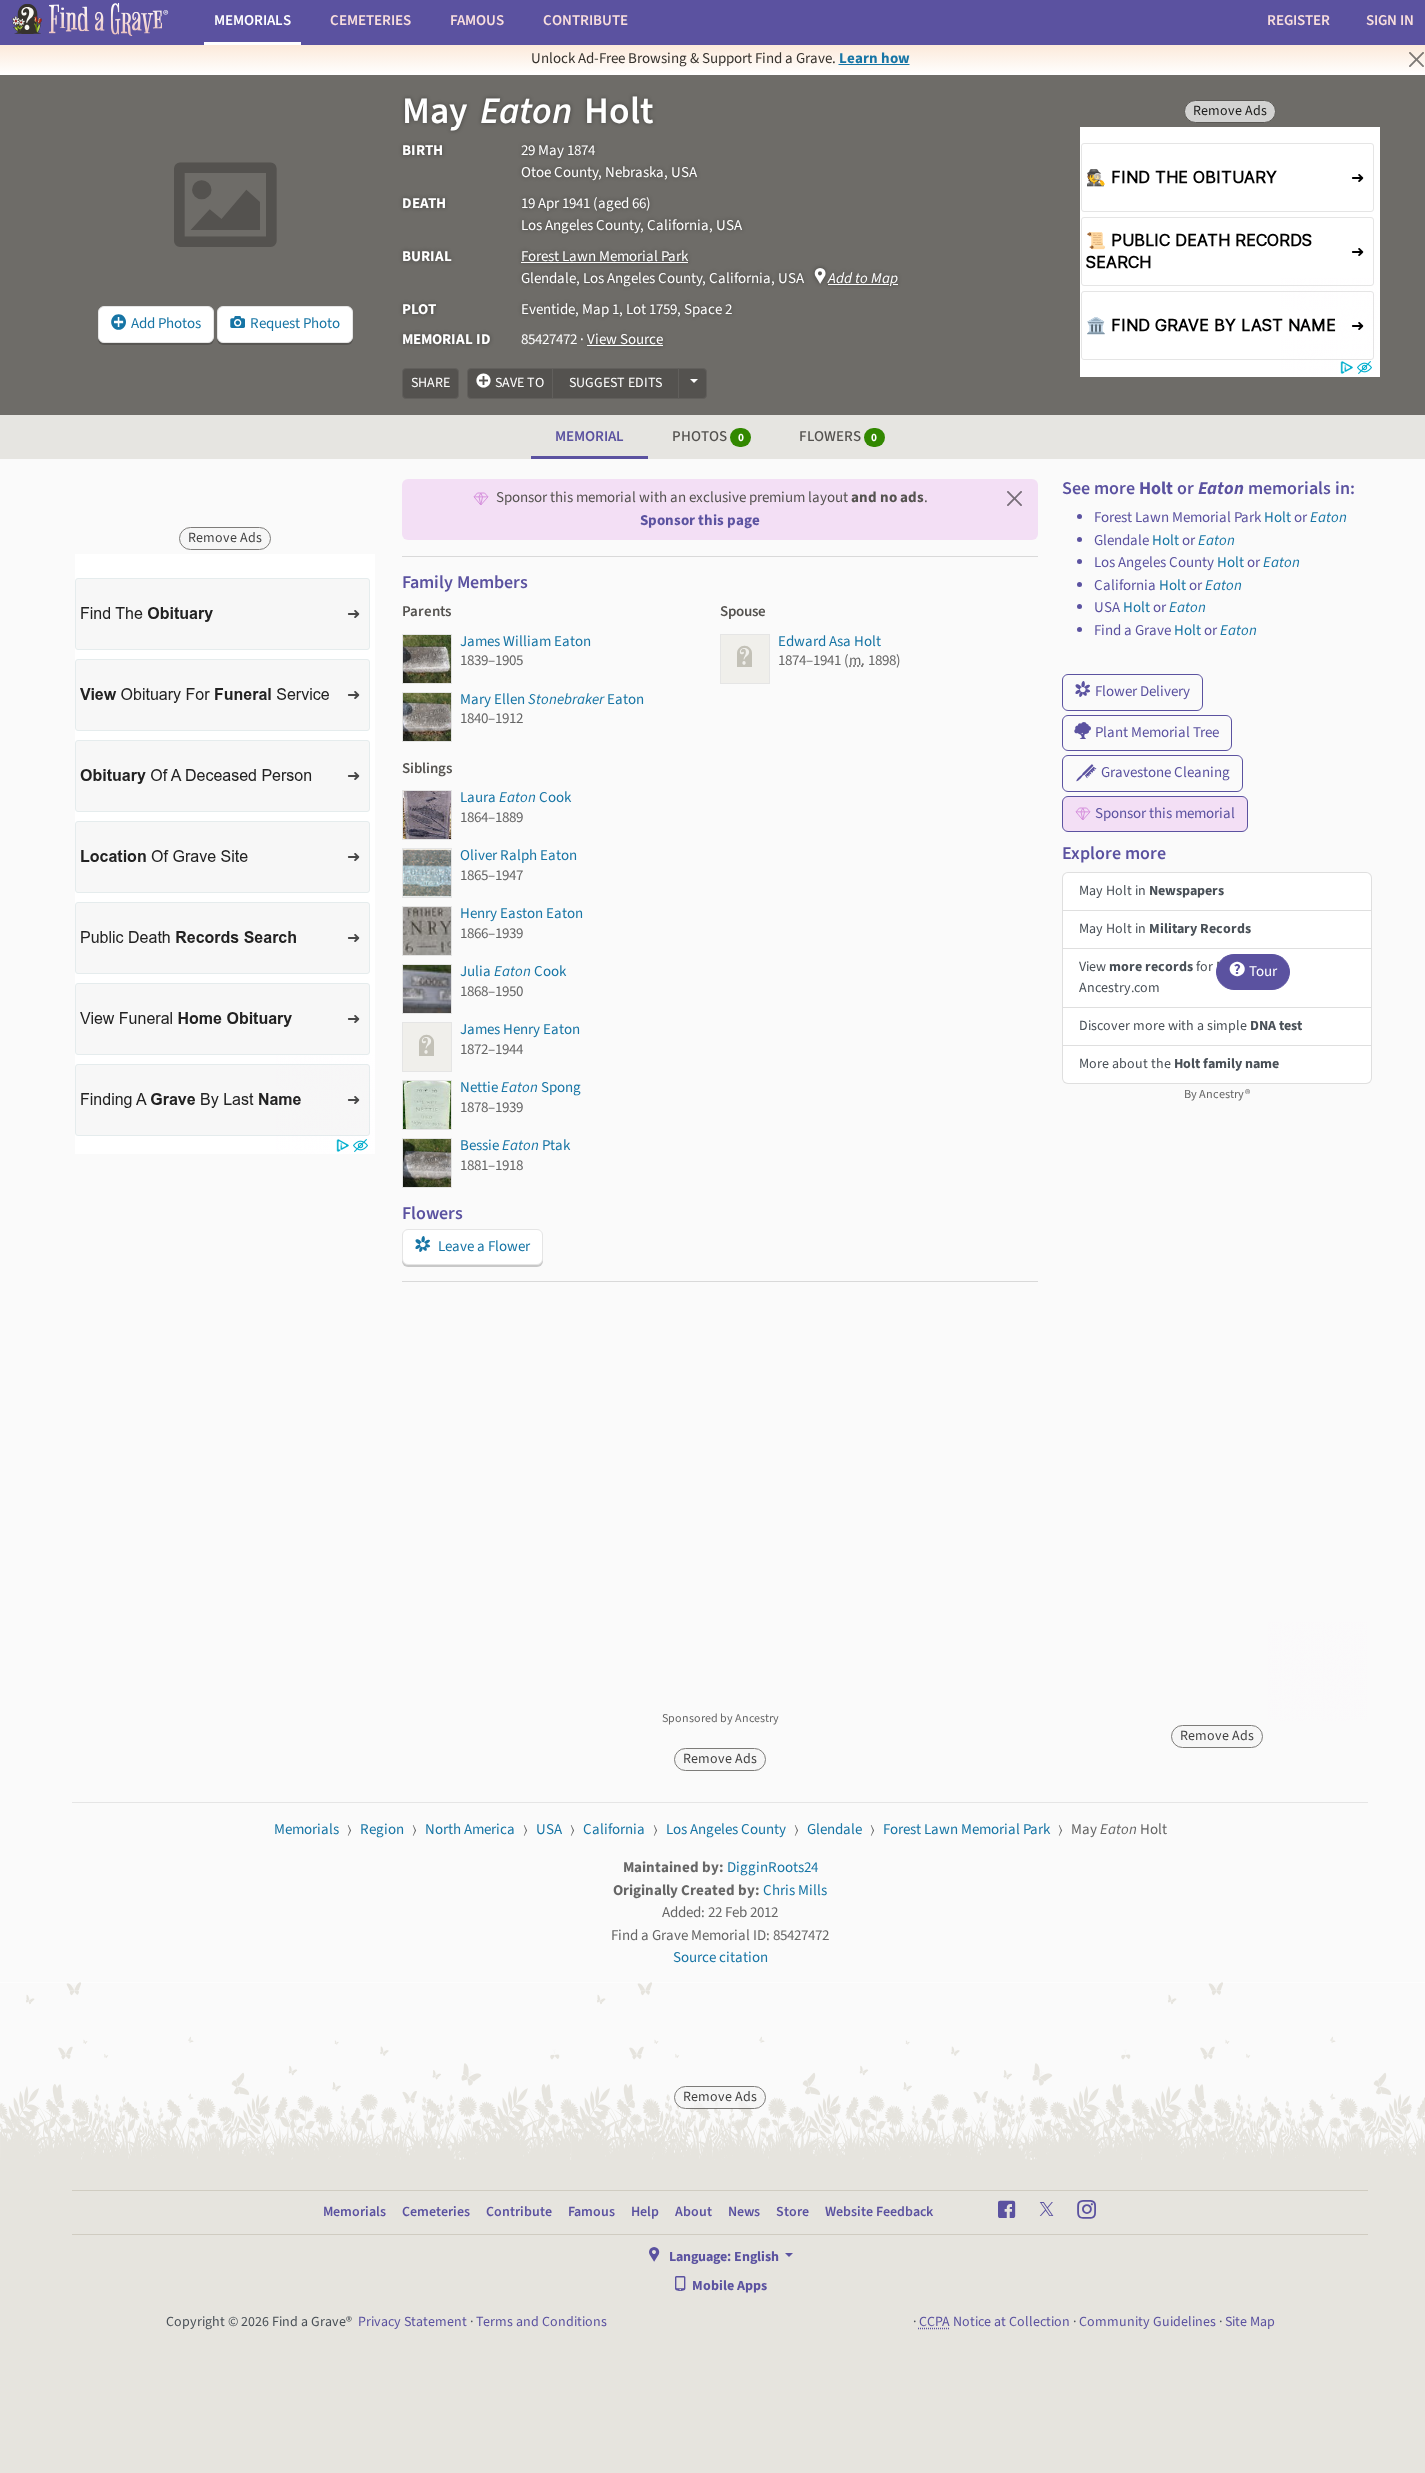 Find a Grave®
MEMORIALS
CEMETERIES
FAMOUS
CONTRIBUTE
REGISTER
SIGN IN
Unlock Ad-Free Browsing & Support Find a Grave. Learn how
May Eaton Holt
BIRTH
29 May 1874
Otoe County, Nebraska, USA
DEATH
19 Apr 1941 (aged 66)
Los Angeles County, California, USA
BURIAL
Forest Lawn Memorial Park
Glendale, Los Angeles County, California, USA
Add to Map
PLOT
Eventide, Map 1, Lot 1759, Space 2
MEMORIAL ID
85427472 · View Source
Add Photos
Request Photo
SHARE
SAVE TO
SUGGEST EDITS
Remove Ads
FIND THE OBITUARY
PUBLIC DEATH RECORDS
SEARCH
FIND GRAVE BY LAST NAME
MEMORIAL
PHOTOS 0
FLOWERS 0
Remove Ads
Find The Obituary
View Obituary For Funeral Service
Obituary Of A Deceased Person
Location Of Grave Site
Public Death Records Search
View Funeral Home Obituary
Finding A Grave By Last Name
Sponsor this memorial with an exclusive premium layout and no ads.
Sponsor this page
Family Members
Parents
James William Eaton
1839–1905
Mary Ellen Stonebraker Eaton
1840–1912
Spouse
Edward Asa Holt
1874–1941 (m. 1898)
Siblings
Laura Eaton Cook
1864–1889
Oliver Ralph Eaton
1865–1947
FATHER
Henry Easton Eaton
1866–1939
Julia Eaton Cook
1868–1950
James Henry Eaton
1872–1944
Nettie Eaton Spong
1878–1939
Bessie Eaton Ptak
1881–1918
Flowers
Leave a Flower
See more Holt or Eaton memorials in:
Forest Lawn Memorial Park Holt or Eaton
Glendale Holt or Eaton
Los Angeles County Holt or Eaton
California Holt or Eaton
USA Holt or Eaton
Find a Grave Holt or Eaton
Flower Delivery
Plant Memorial Tree
Gravestone Cleaning
Sponsor this memorial
Explore more
May Holt in Newspapers
May Holt in Military Records
View more records for
Ancestry.com
Tour
Discover more with a simple DNA test
More about the Holt family name
By Ancestry®
Sponsored by Ancestry
Remove Ads
Remove Ads
Memorials › Region › North America › USA › California › Los Angeles County › Glendale › Forest Lawn Memorial Park › May Eaton Holt
Maintained by: DigginRoots24
Originally Created by: Chris Mills
Added: 22 Feb 2012
Find a Grave Memorial ID: 85427472
Source citation
Remove Ads
Memorials
Cemeteries
Contribute
Famous
Help
About
News
Store
Website Feedback
Language: English
Mobile Apps
Copyright © 2026 Find a Grave® Privacy Statement · Terms and Conditions
· CCPA Notice at Collection · Community Guidelines · Site Map